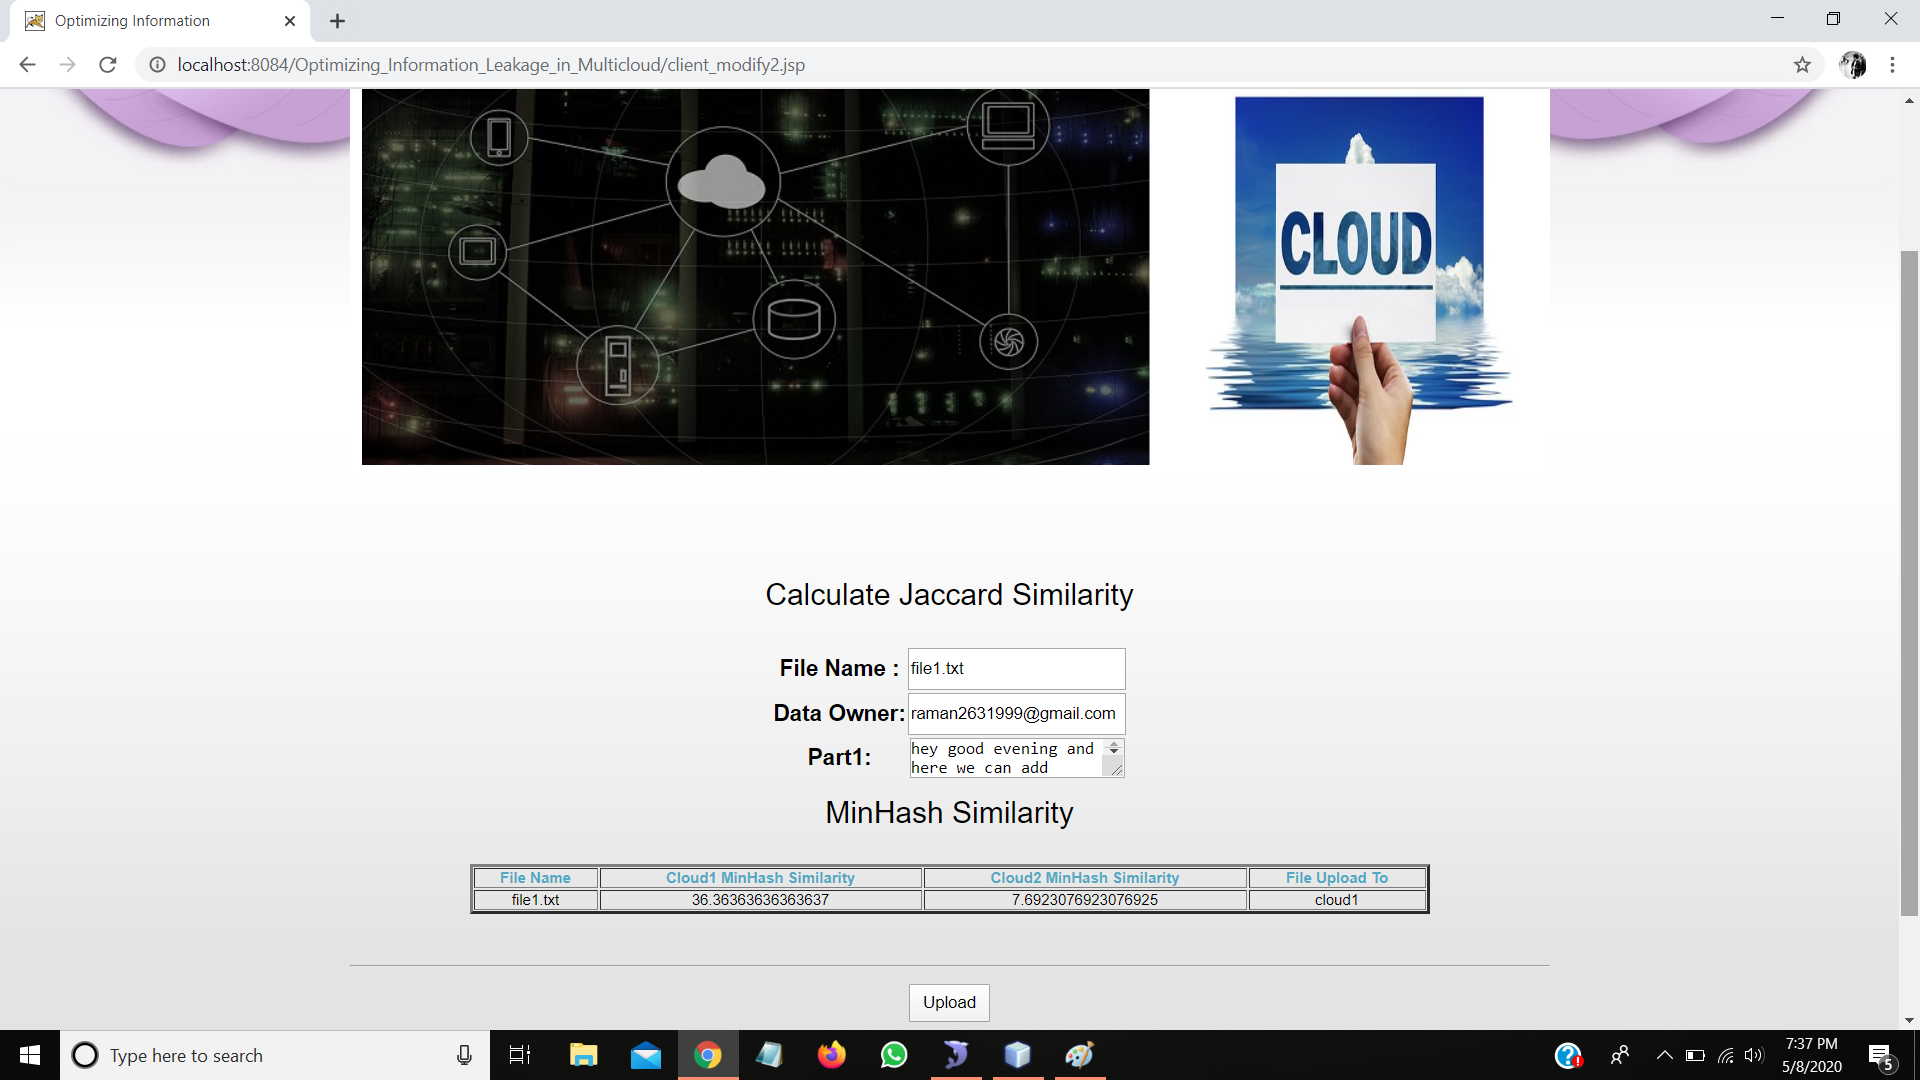 Optimizing Information
localhost:8084/Optimizing_Information_Leakage_in_Multicloud/client_modify2.jsp
CLOUD
Calculate Jaccard Similarity
File Name : file1.txt
Data Owner: raman2631999@gmail.com
Part1: hey good evening and
here we can add
MinHash Similarity
File Name Cloud1 MinHash Similarity Cloud2 MinHash Similarity File Upload To
file1.txt 36.36363636363637 7.6923076923076925 cloud1
Upload
Type here to search
7:37 PM
5/8/2020
5